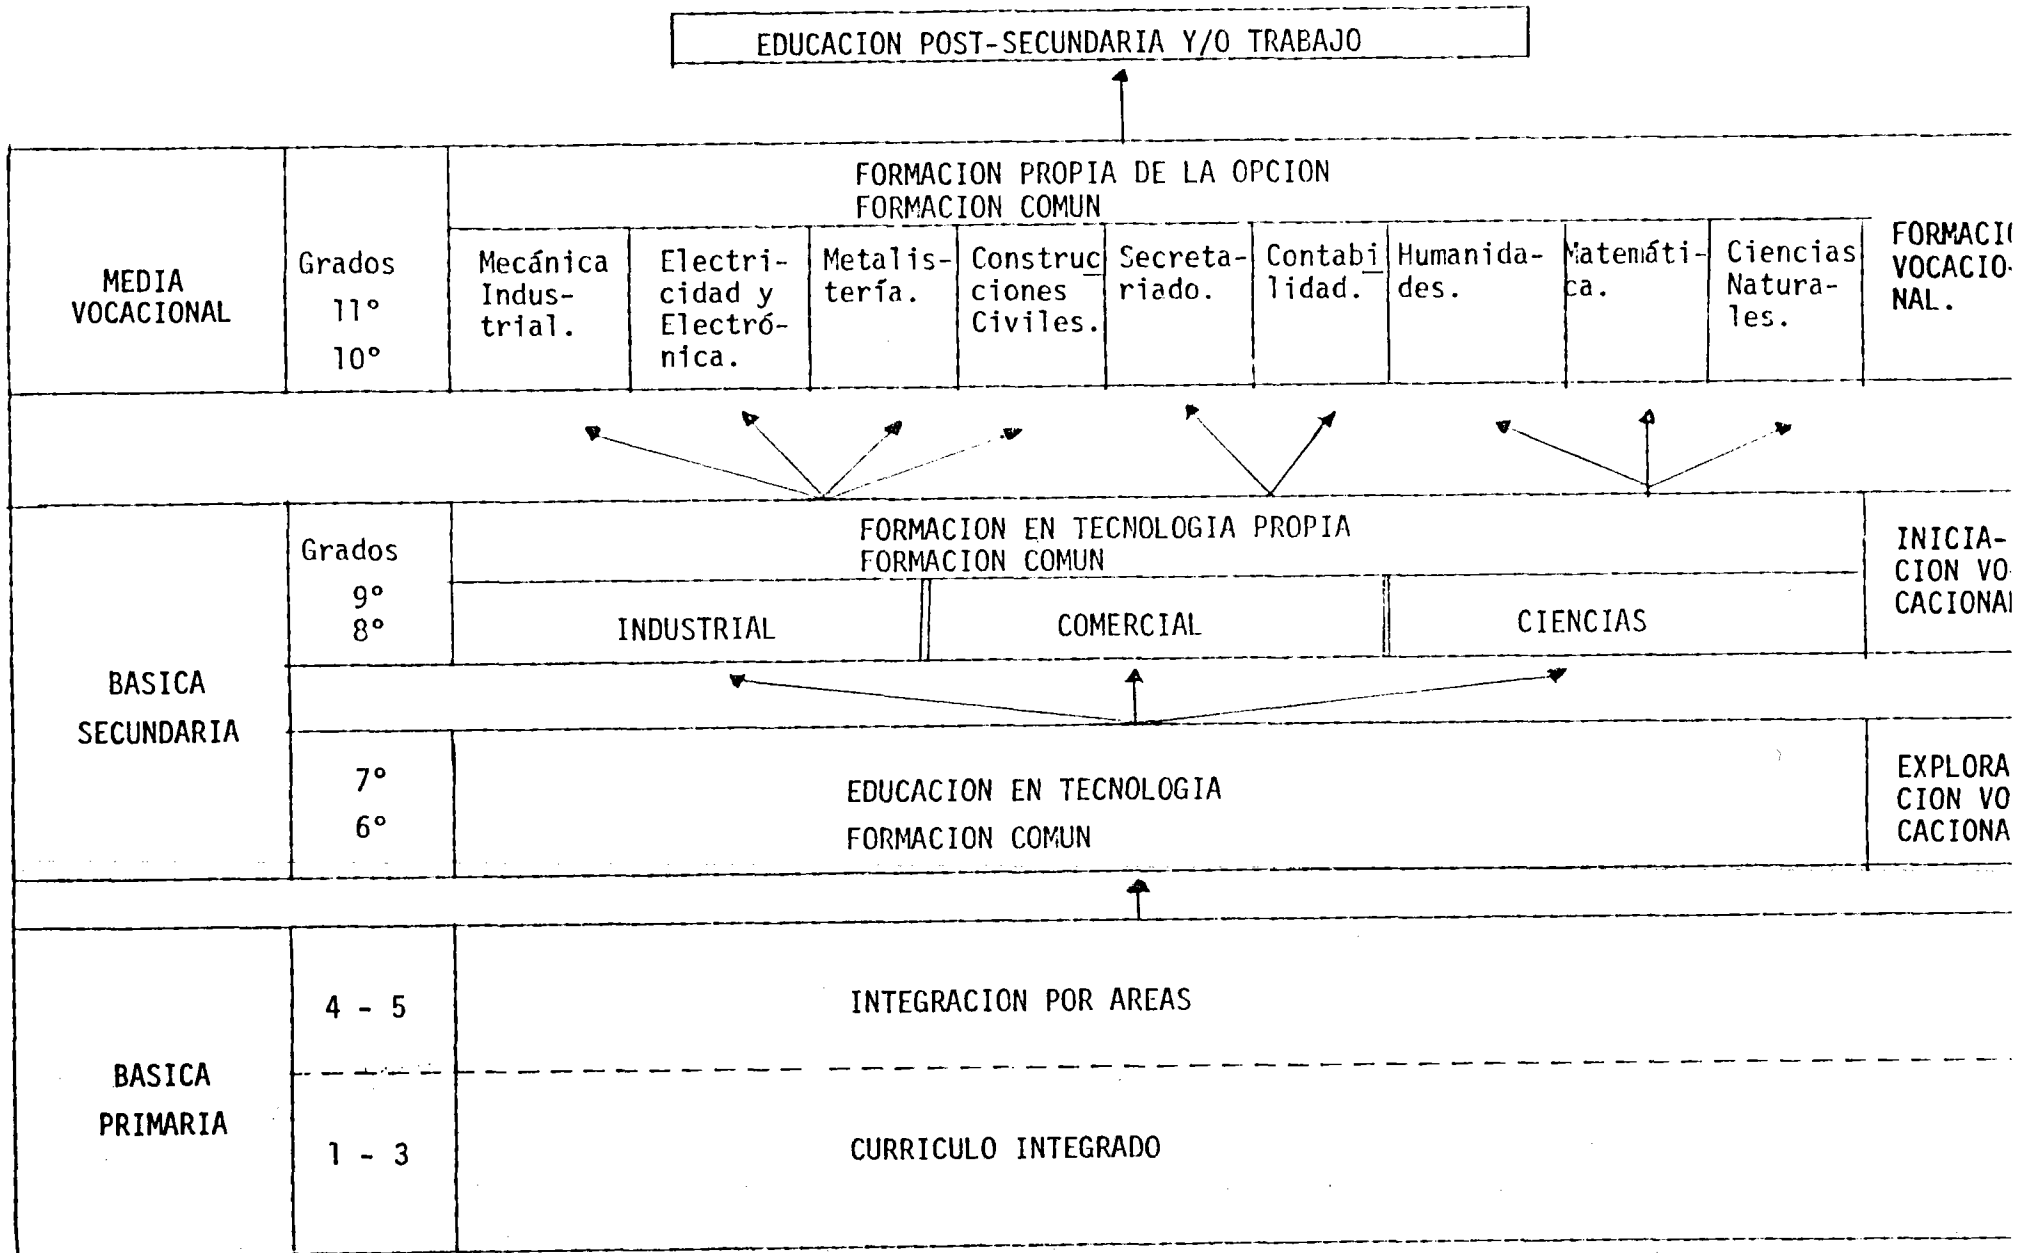 EDUCACION POST-SECUNDARIA Y/O TRABAJO
FORMACION PROPIA DE LA OPCION
FORMACION COMUN
MEDIA
VOCACIONAL
Grados
11°
10°
Mecánica
Indus-
trial.
Electri-
cidad y
Electró-
nica.
Metalis-
tería.
Construc
ciones
Civiles.
Secreta-
riado.
Contabi
lidad.
Humanida-
des.
Matemáti-
ca.
Ciencias
Natura-
les.
FORMACI
VOCACIO-
NAL.
BASICA
SECUNDARIA
Grados
9°
8°
FORMACION EN TECNOLOGIA PROPIA
FORMACION COMUN
INDUSTRIAL
COMERCIAL
CIENCIAS
INICIA-
CION VO-
CACIONAL
7°
6°
EDUCACION EN TECNOLOGIA
FORMACION COMUN
EXPLORA
CION VO
CACIONA
BASICA
PRIMARIA
4 - 5
INTEGRACION POR AREAS
1 - 3
CURRICULO INTEGRADO